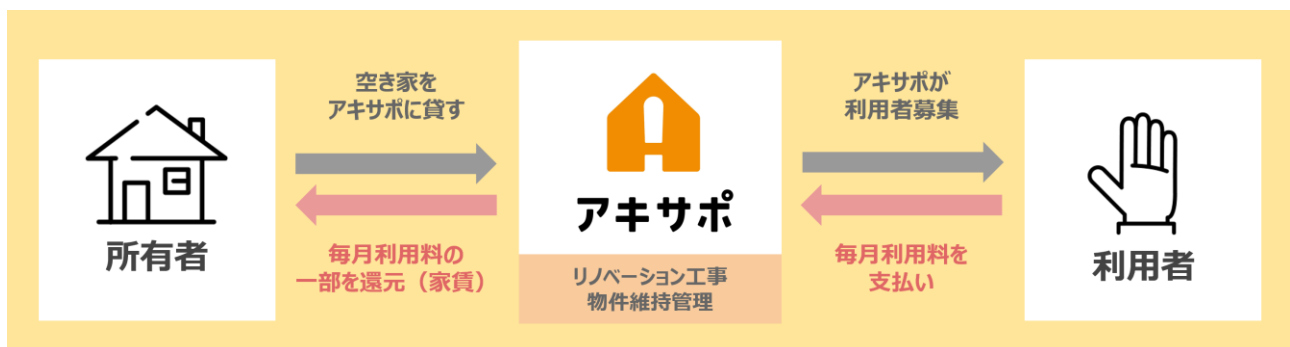 空き家を
アキサポに貸す
アキサポが
利用者募集
アキサポ
所有者
毎月利用料の
一部を還元（家賃）
リノベーション工事
物件維持管理
毎月利用料を
支払い
利用者